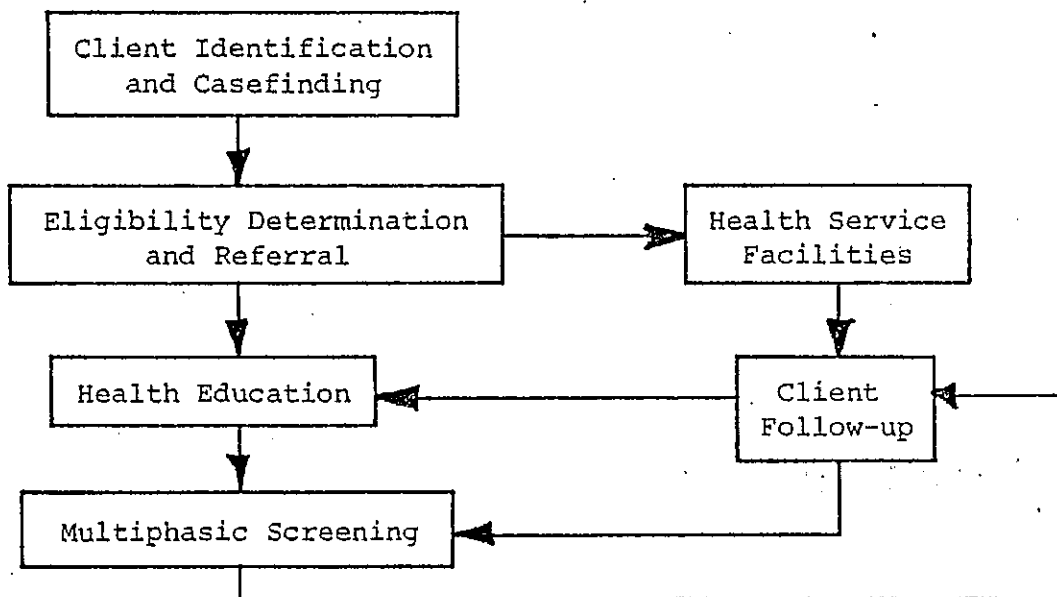 Client Identification
and Casefinding
Eligibility Determination
and Referral
Health Service
Facilities
Health Education
Client
Follow-up
Multiphasic Screening